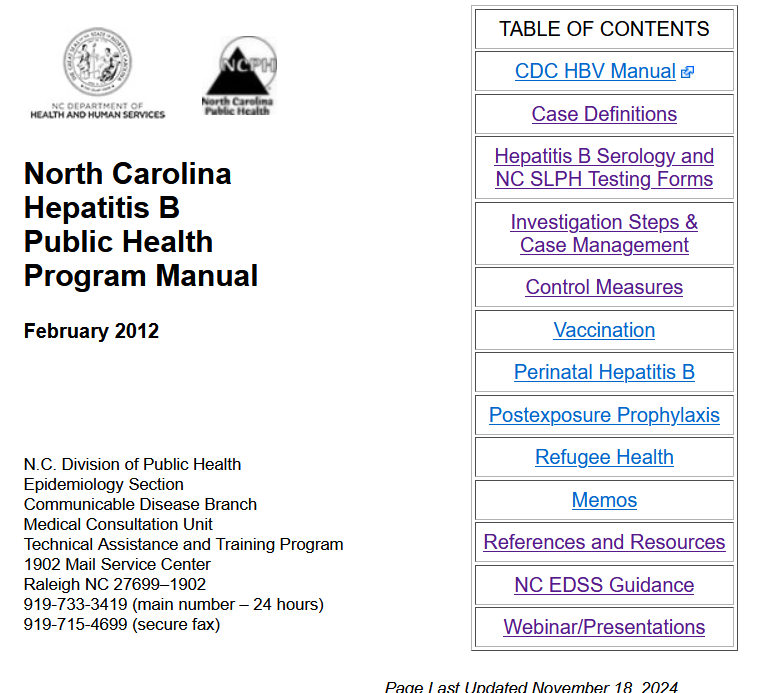 NC DEPARTMENT OF
HEALTH AND HUMAN SERVICES
NCPH
North Carolina
Public Health
North Carolina
Hepatitis B
Public Health
Program Manual
February 2012
N.C. Division of Public Health
Epidemiology Section
Communicable Disease Branch
Medical Consultation Unit
Technical Assistance and Training Program
1902 Mail Service Center
Raleigh NC 27699–1902
919-733-3419 (main number – 24 hours)
919-715-4699 (secure fax)
TABLE OF CONTENTS
CDC HBV Manual
Case Definitions
Hepatitis B Serology and
NC SLPH Testing Forms
Investigation Steps &
Case Management
Control Measures
Vaccination
Perinatal Hepatitis B
Postexposure Prophylaxis
Refugee Health
Memos
References and Resources
NC EDSS Guidance
Webinar/Presentations
Page Last Updated November 18, 2024